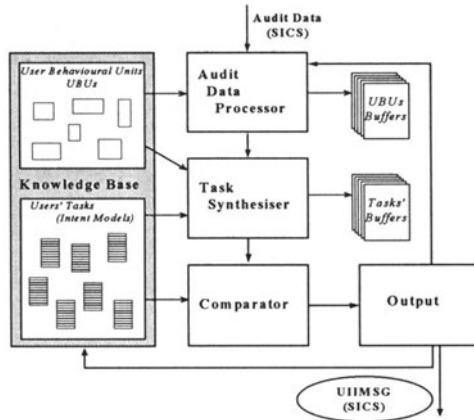 Audit Data
(SICS)
User Behavioural Units
UBUs
Audit
Data
Processor
UBUs
Buffers
Knowledge Base
Users' Tasks
(Intent Models)
Task
Synthesiser
Tasks'
Buffers
Comparator
Output
UIIMSG
(SICS)